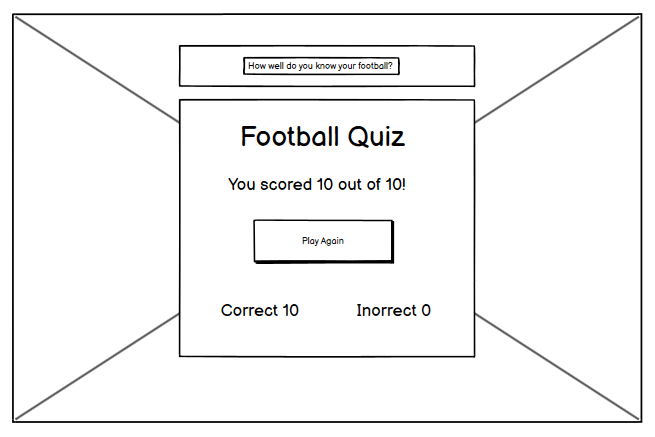 How well do you know your football?
Football Quiz
You scored 10 out of 10!
Play Again
Correct 10 Inorrect 0